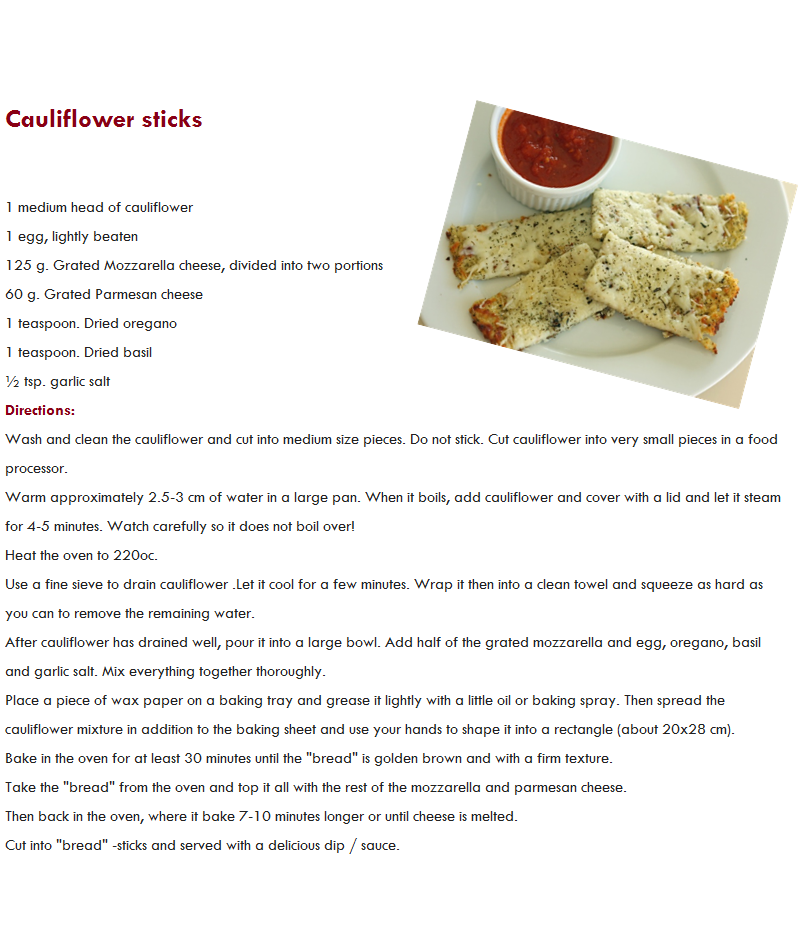 Cauliflower sticks
1 medium head of cauliflower
1 egg, lightly beaten
125 g. Grated Mozzarella cheese, divided into two portions
60 g. Grated Parmesan cheese
1 teaspoon. Dried oregano
1 teaspoon. Dried basil
½ tsp. garlic salt
Directions:
Wash and clean the cauliflower and cut into medium size pieces. Do not stick. Cut cauliflower into very small pieces in a food
processor.
Warm approximately 2.5-3 cm of water in a large pan. When it boils, add cauliflower and cover with a lid and let it steam
for 4-5 minutes. Watch carefully so it does not boil over!
Heat the oven to 220oc.
Use a fine sieve to drain cauliflower .Let it cool for a few minutes. Wrap it then into a clean towel and squeeze as hard as
you can to remove the remaining water.
After cauliflower has drained well, pour it into a large bowl. Add half of the grated mozzarella and egg, oregano, basil
and garlic salt. Mix everything together thoroughly.
Place a piece of wax paper on a baking tray and grease it lightly with a little oil or baking spray. Then spread the
cauliflower mixture in addition to the baking sheet and use your hands to shape it into a rectangle (about 20x28 cm).
Bake in the oven for at least 30 minutes until the "bread" is golden brown and with a firm texture.
Take the "bread" from the oven and top it all with the rest of the mozzarella and parmesan cheese.
Then back in the oven, where it bake 7-10 minutes longer or until cheese is melted.
Cut into "bread" -sticks and served with a delicious dip / sauce.